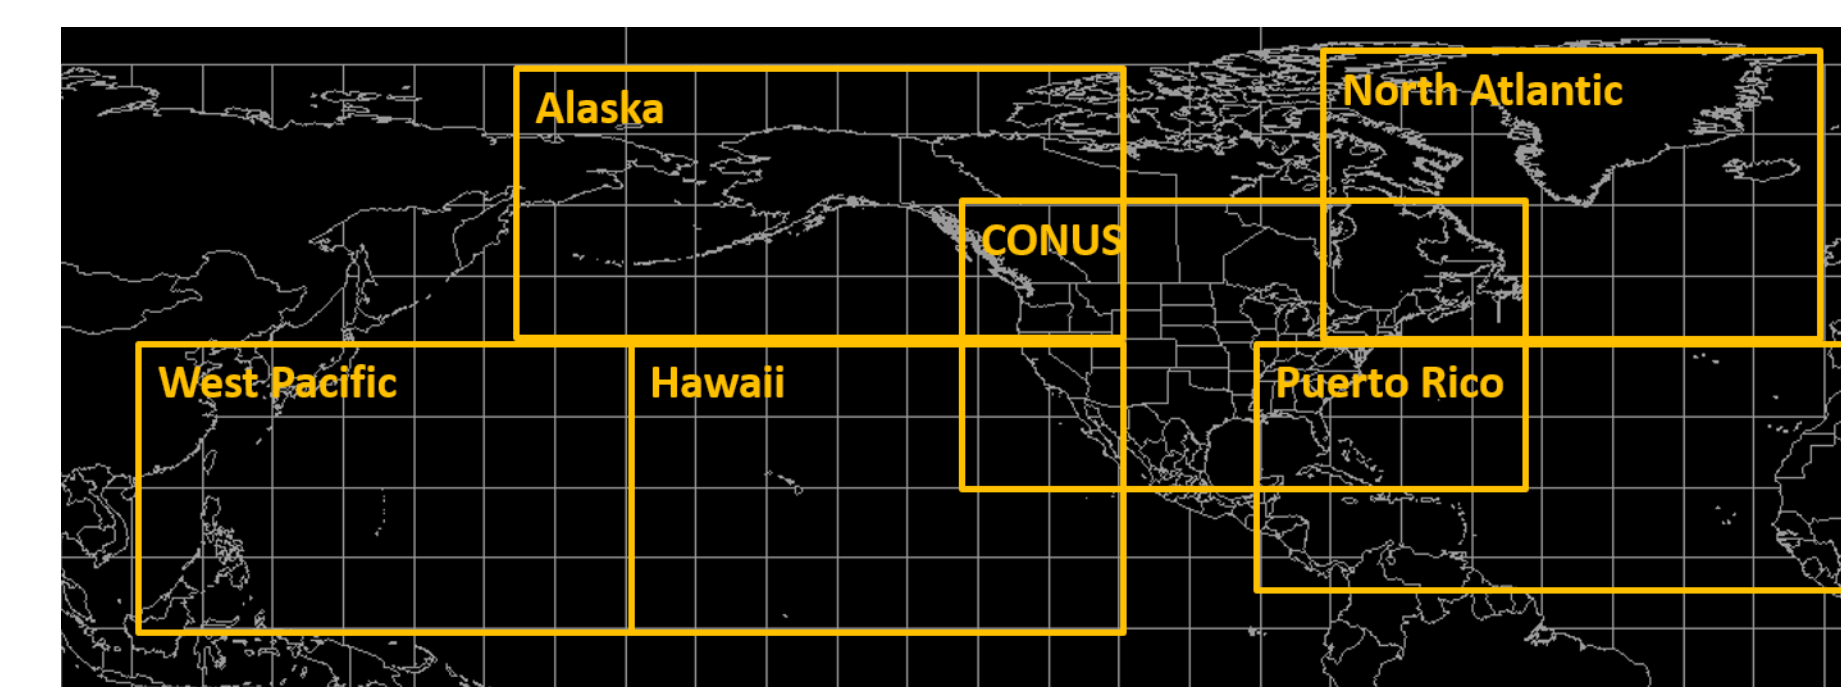 North Atlantic
Alaska
CONUS
West Pacific
Hawaii
Puerto Rico